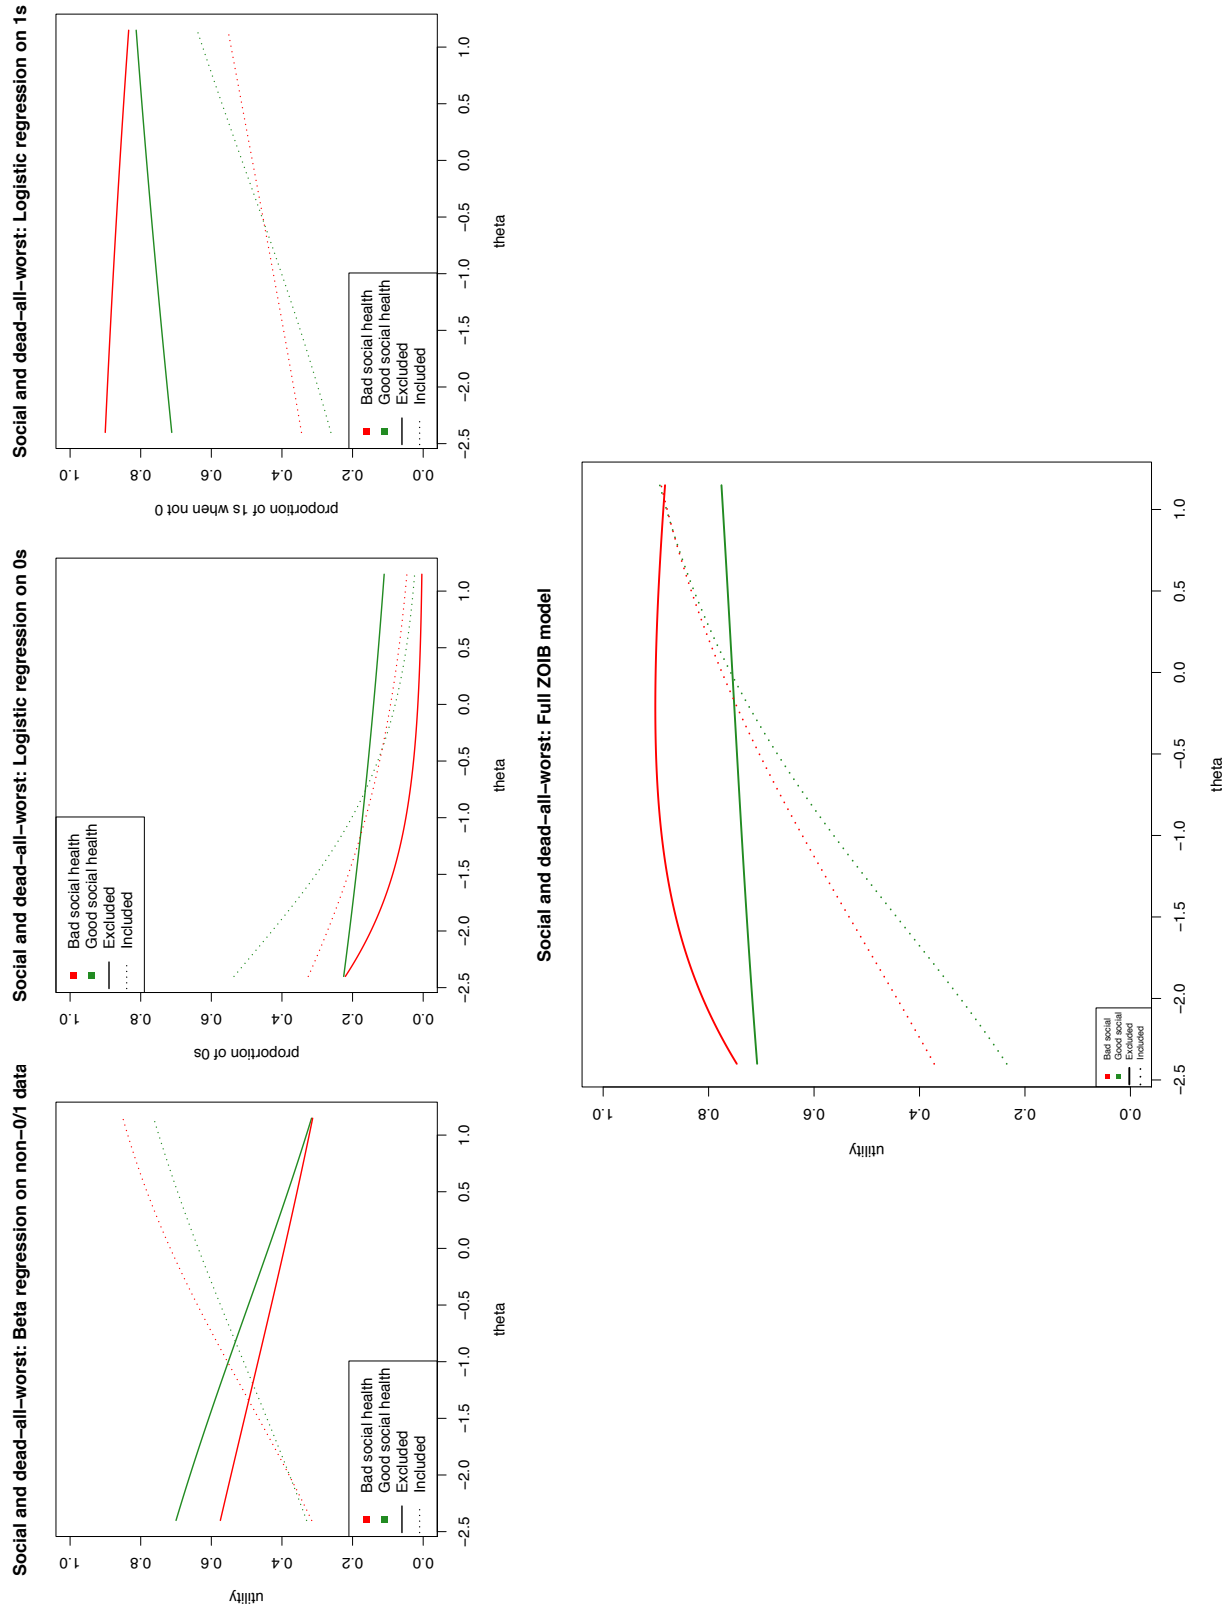 Social and dead−all−worst: Beta regression on non−0/1 data
utility
0.0 0.2 0.4 0.6 0.8 1.0
−2.5 −2.0 −1.5 −1.0 −0.5 0.0 0.5 1.0
theta
Bad social health
Good social health
Excluded
Included
Social and dead−all−worst: Logistic regression on 0s
proportion of 0s
0.0 0.2 0.4 0.6 0.8 1.0
−2.5 −2.0 −1.5 −1.0 −0.5 0.0 0.5 1.0
theta
Bad social health
Good social health
Excluded
Included
Social and dead−all−worst: Logistic regression on 1s
proportion of 1s when not 0
0.0 0.2 0.4 0.6 0.8 1.0
−2.5 −2.0 −1.5 −1.0 −0.5 0.0 0.5 1.0
theta
Bad social health
Good social health
Excluded
Included
Social and dead−all−worst: Full ZOIB model
utility
0.0 0.2 0.4 0.6 0.8 1.0
−2.5 −2.0 −1.5 −1.0 −0.5 0.0 0.5 1.0
theta
Bad social
Good social
Excluded
Included